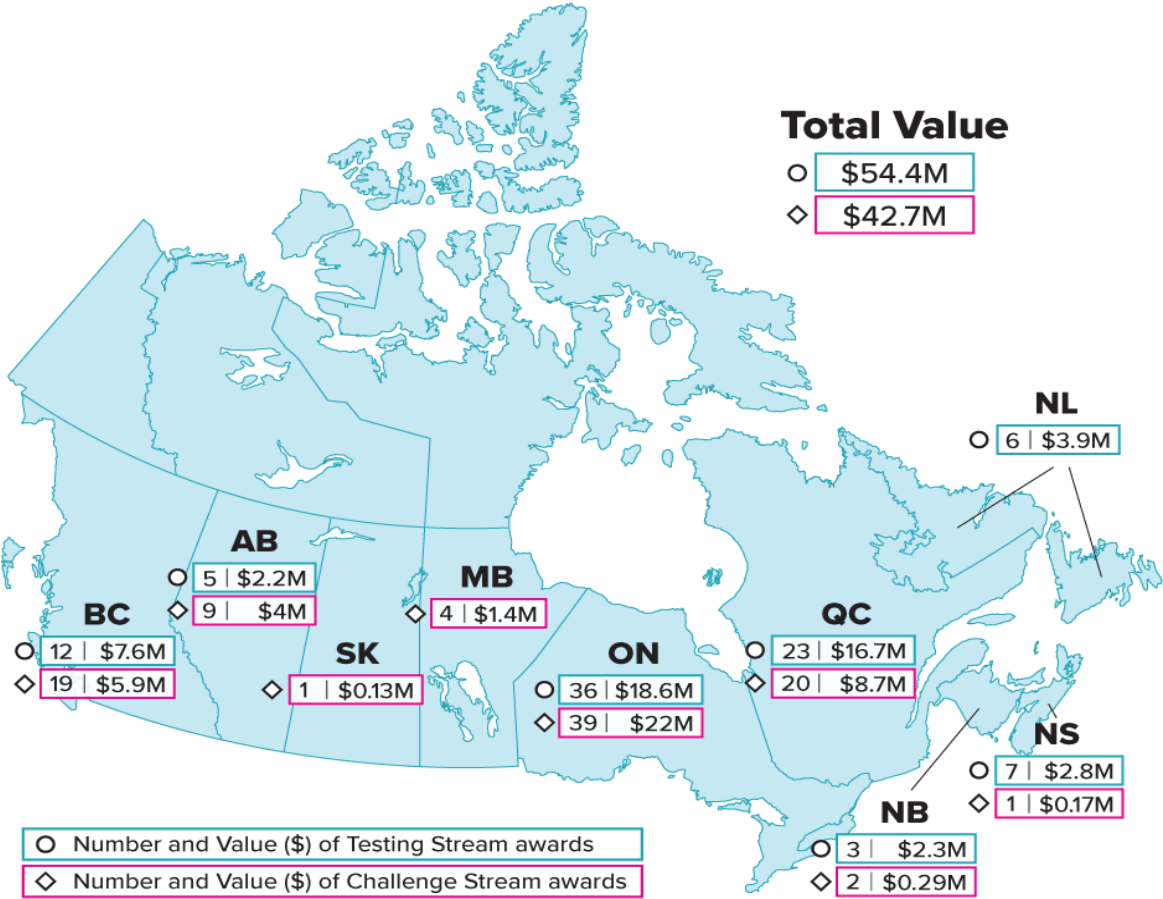 Total Value
$54.4M
$42.7M
NL
6 | $3.9M
AB
5 | $2.2M
9 | $4M
MB
4 | $1.4M
BC
12 | $7.6M
19 | $5.9M
SK
1 | $0.13M
ON
36 | $18.6M
39 | $22M
QC
23 | $16.7M
20 | $8.7M
NS
7 | $2.8M
1 | $0.17M
NB
3 | $2.3M
2 | $0.29M
Number and Value ($) of Testing Stream awards
Number and Value ($) of Challenge Stream awards